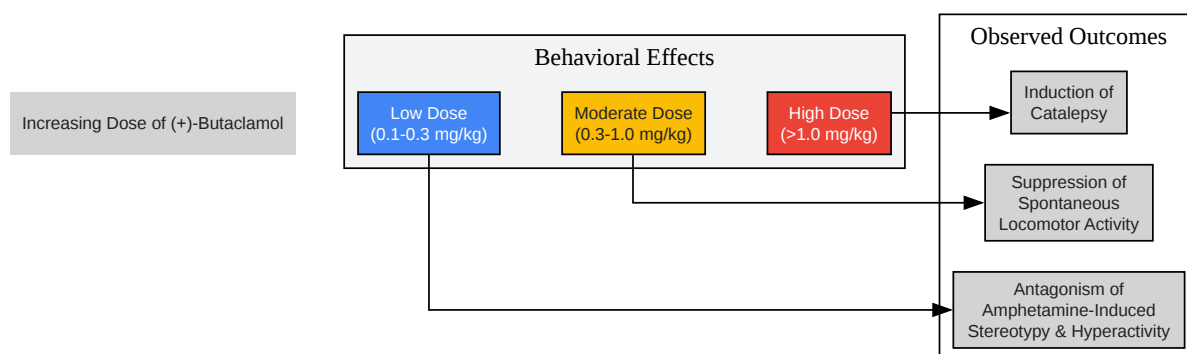 Increasing Dose of (+)-Butaclamol
Behavioral Effects
Low Dose
(0.1-0.3 mg/kg)
Moderate Dose
(0.3-1.0 mg/kg)
High Dose
(>1.0 mg/kg)
Observed Outcomes
Induction of
Catalepsy
Suppression of
Spontaneous
Locomotor Activity
Antagonism of
Amphetamine-Induced
Stereotypy & Hyperactivity